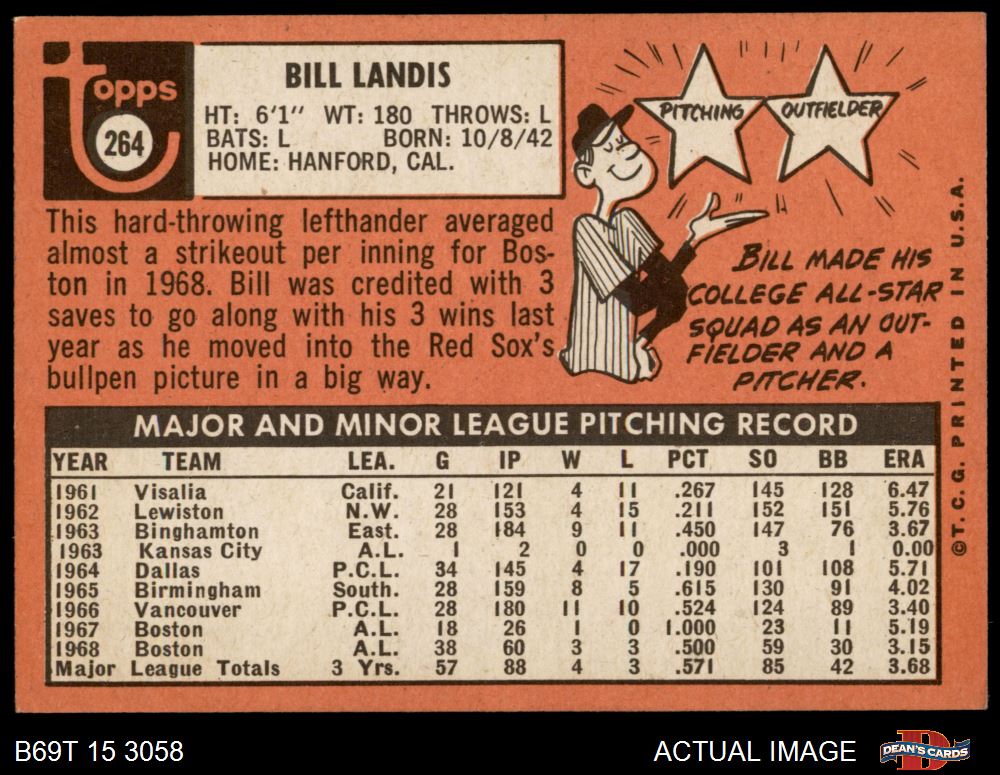 Topps
264
BILL LANDIS
HT: 6'1" WT: 180 THROWS: L
BATS: L BORN: 10/8/42
HOME: HANFORD, CAL.
This hard-throwing lefthander averaged
almost a strikeout per inning for Bos-
ton in 1968. Bill was credited with 3
saves to go along with his 3 wins last
year as he moved into the Red Sox's
bullpen picture in a big way.
PITCHING
OUTFIELDER
BILL MADE HIS
COLLEGE ALL-STAR
SQUAD AS AN OUT-
FIELDER AND A
PITCHER.
©T.C.G. PRINTED IN U.S.A.
MAJOR AND MINOR LEAGUE PITCHING RECORD
YEAR TEAM LEA. G IP W L PCT SO BB ERA
1961 Visalia Calif. 21 121 4 11 .267 145 128 6.47
1962 Lewiston N.W. 28 153 4 15 .211 152 151 5.76
1963 Binghamton East. 28 184 9 11 .450 147 76 3.67
1963 Kansas City A.L. 1 2 0 0 .000 3 1 0.00
1964 Dallas P.C.L. 34 145 4 17 .190 101 108 5.71
1965 Birmingham South. 28 159 8 5 .615 130 91 4.02
1966 Vancouver P.C.L. 28 180 11 10 .524 124 89 3.40
1967 Boston A.L. 18 26 1 0 1.000 23 11 5.19
1968 Boston A.L. 38 60 3 3 .500 59 30 3.15
Major League Totals 3 Yrs. 57 88 4 3 .571 85 42 3.68
B69T 15 3058
ACTUAL IMAGE
DEAN'S CARDS